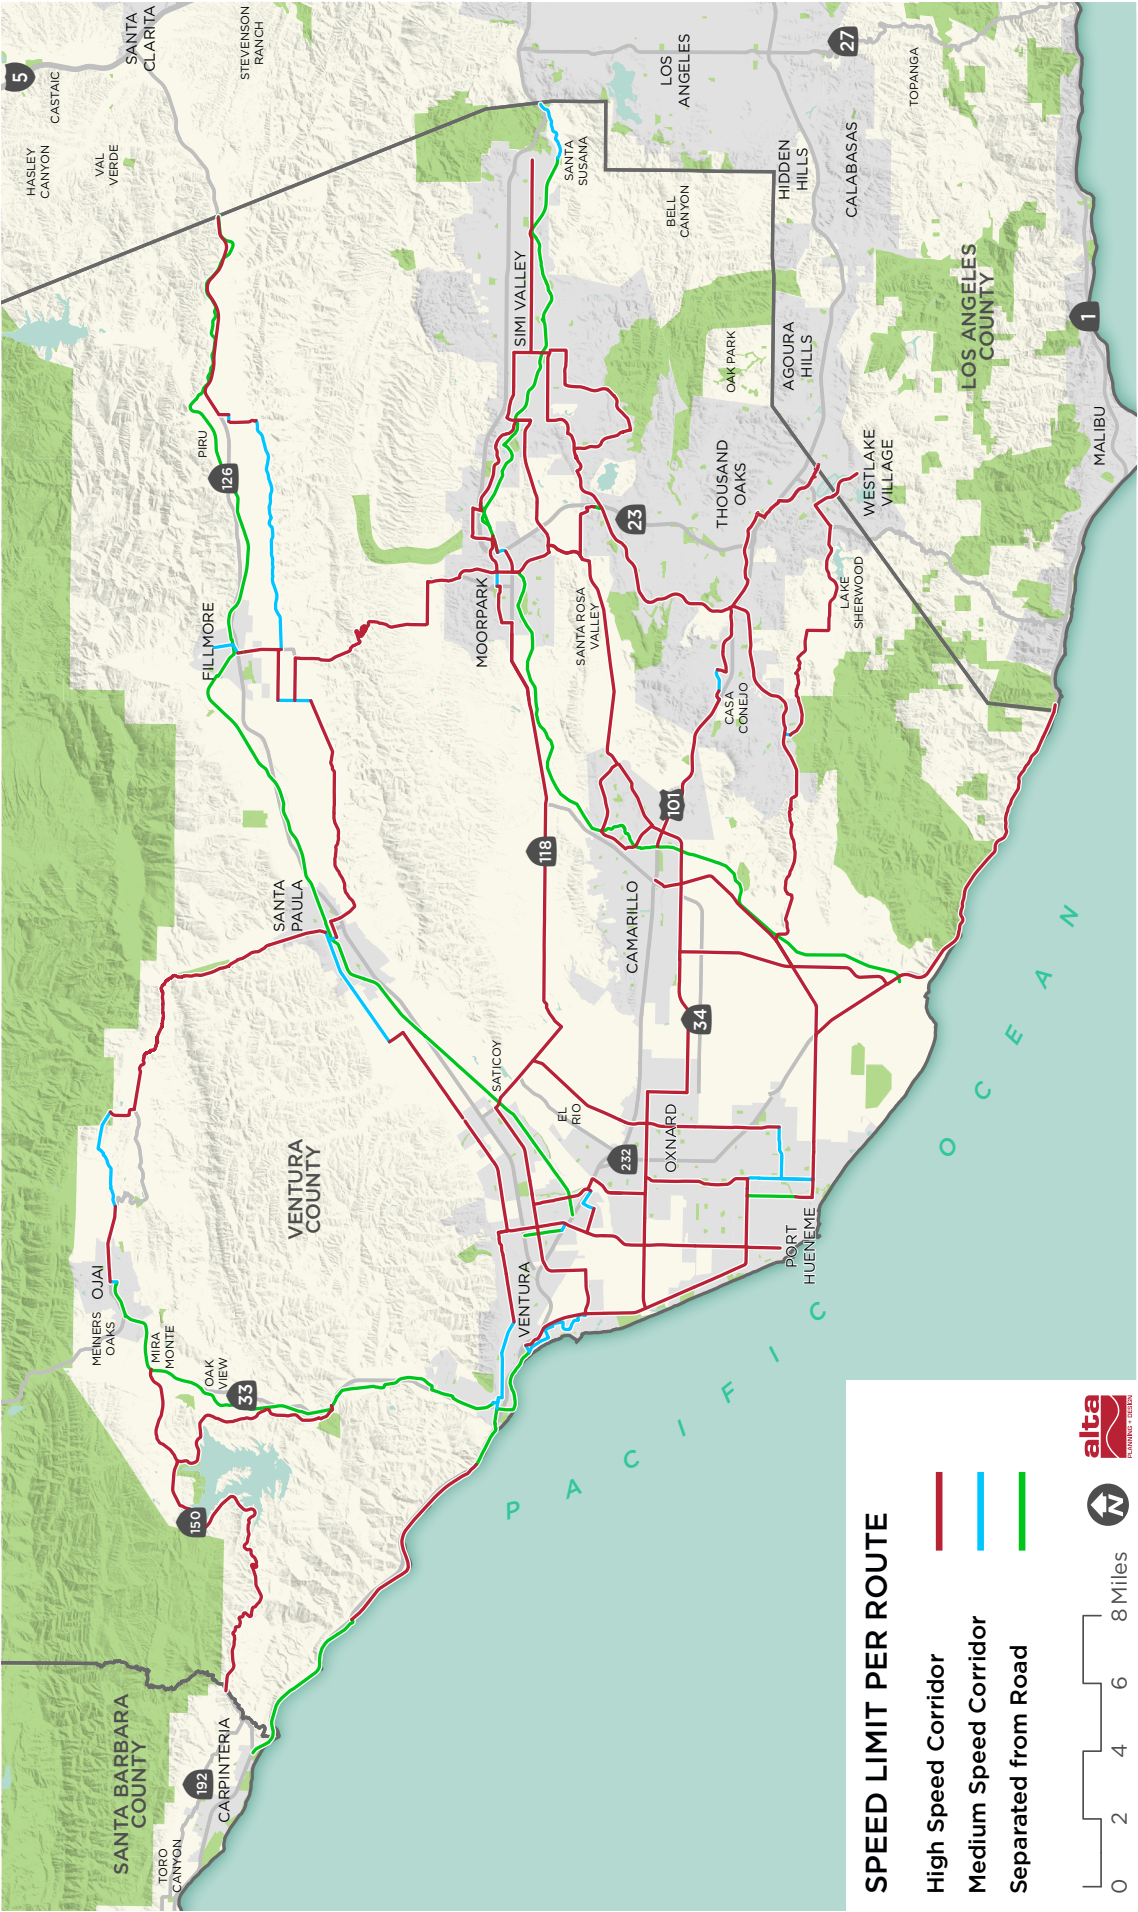 SANTA BARBARA
COUNTY
TORO
CANYON
192
CARPINTERIA
150
33
OAK
VIEW
MIRA
MONTE
MEINERS
OAKS
OJAI
VENTURA
COUNTY
VENTURA
SANTA
PAULA
SATICOY
EL
RIO
232
OXNARD
PORT
HUENEME
34
CAMARILLO
118
101
FILLMORE
126
PIRU
MOORPARK
SANTA ROSA
VALLEY
CASA
CONEJO
23
THOUSAND
OAKS
LAKE
SHERWOOD
WESTLAKE
VILLAGE
SIMI VALLEY
OAK PARK
AGOURA
HILLS
SANTA
SUSANA
BELL
CANYON
HIDDEN
HILLS
CALABASAS
LOS ANGELES
COUNTY
MALIBU
1
TOPANGA
27
LOS
ANGELES
HASLEY
CANYON
VAL
VERDE
CASTAIC
5
SANTA
CLARITA
STEVENSON
RANCH
PACIFIC
OCEAN
SPEED LIMIT PER ROUTE
High Speed Corridor
Medium Speed Corridor
Separated from Road
0 2 4 6 8 Miles
N
alta
PLANNING + DESIGN